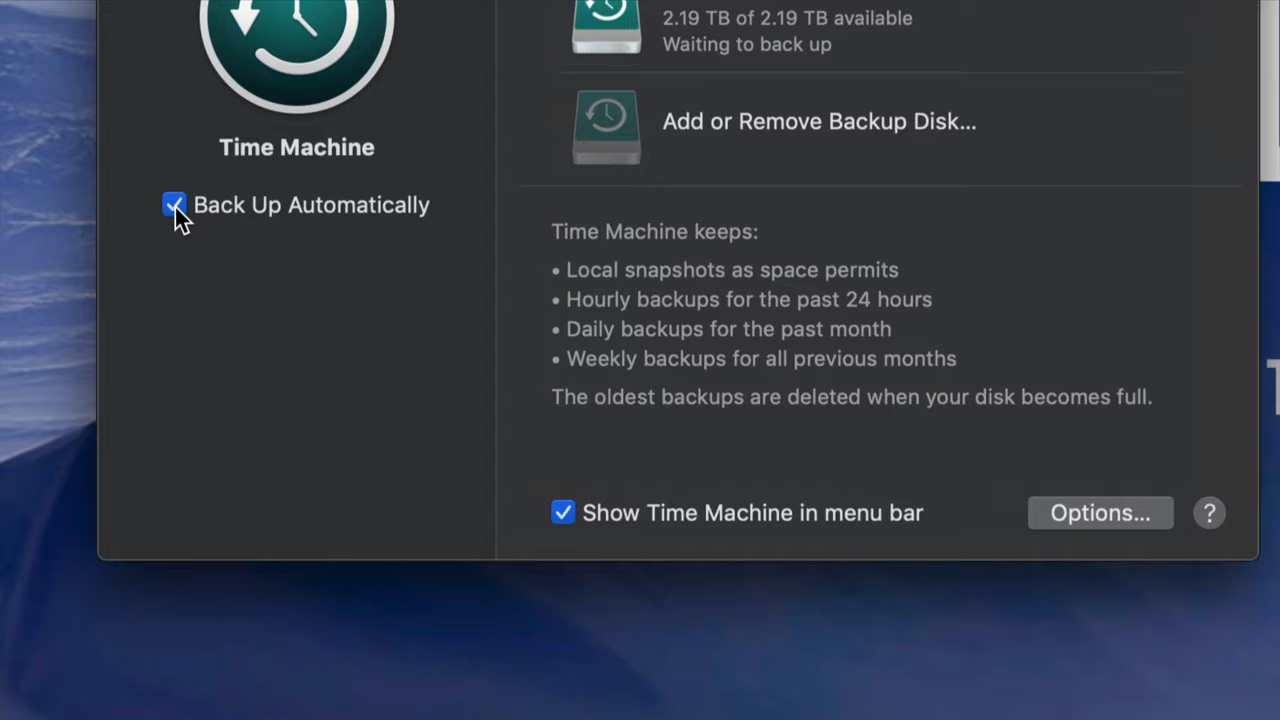 2.19 TB of 2.19 TB available
Waiting to back up
Add or Remove Backup Disk...
Time Machine
Back Up Automatically
Time Machine keeps:
• Local snapshots as space permits
• Hourly backups for the past 24 hours
• Daily backups for the past month
• Weekly backups for all previous months
The oldest backups are deleted when your disk becomes full.
Show Time Machine in menu bar
Options...
?